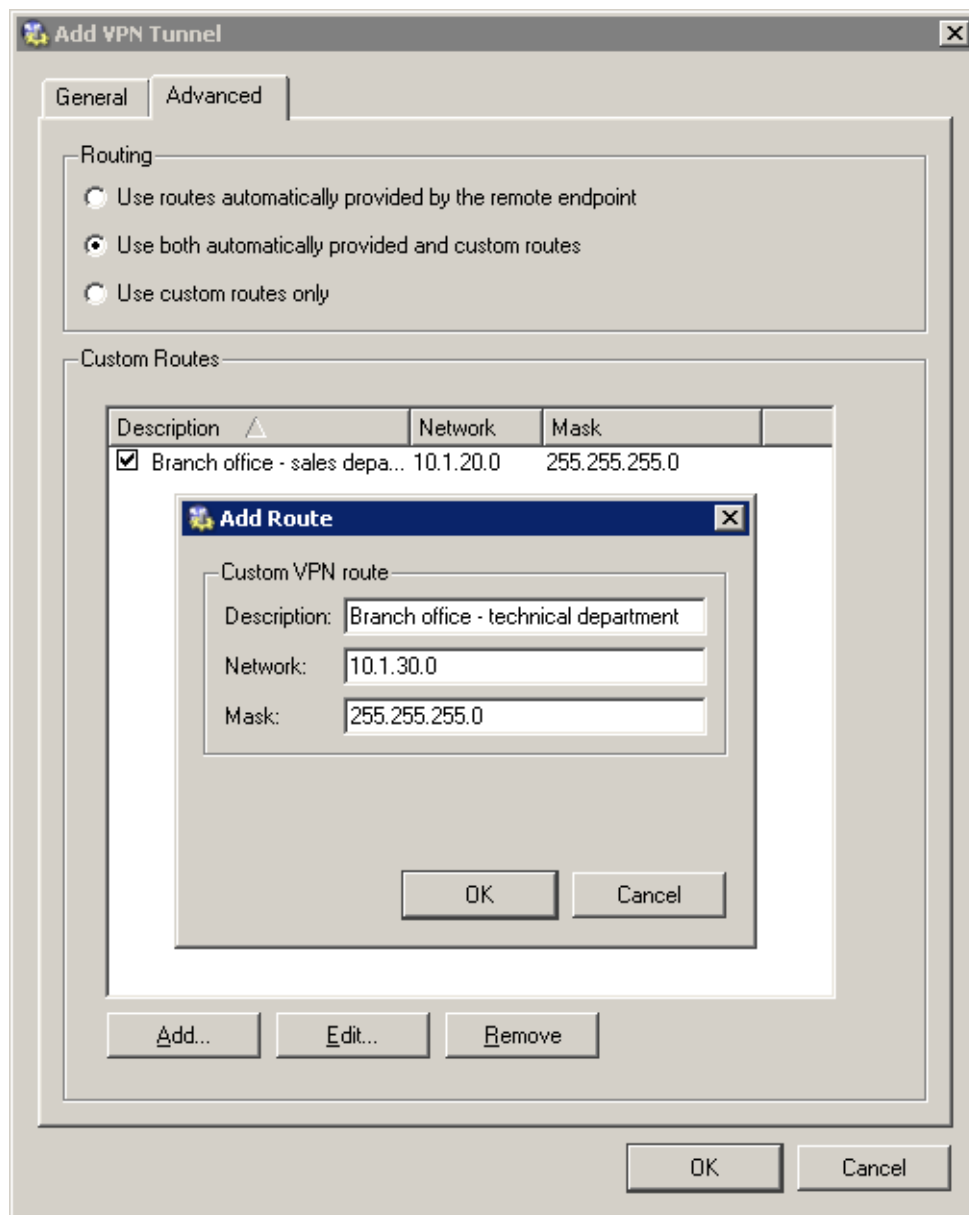 Add VPN Tunnel
General Advanced
Routing
Use routes automatically provided by the remote endpoint
Use both automatically provided and custom routes
Use custom routes only
Custom Routes
Description Network Mask
Branch office - sales depa... 10.1.20.0 255.255.255.0
Add Route
Custom VPN route
Description: Branch office - technical department
Network: 10.1.30.0
Mask: 255.255.255.0
OK Cancel
Add... Edit... Remove
OK Cancel